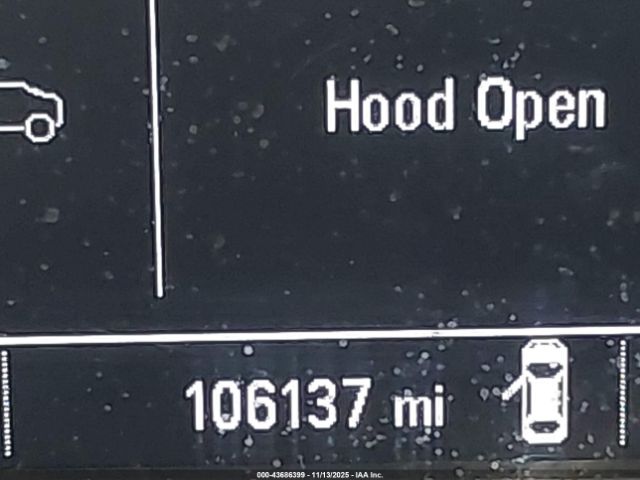 Hood Open
106137 mi
000-43686399 - 11/13/2025 - IAA Inc.